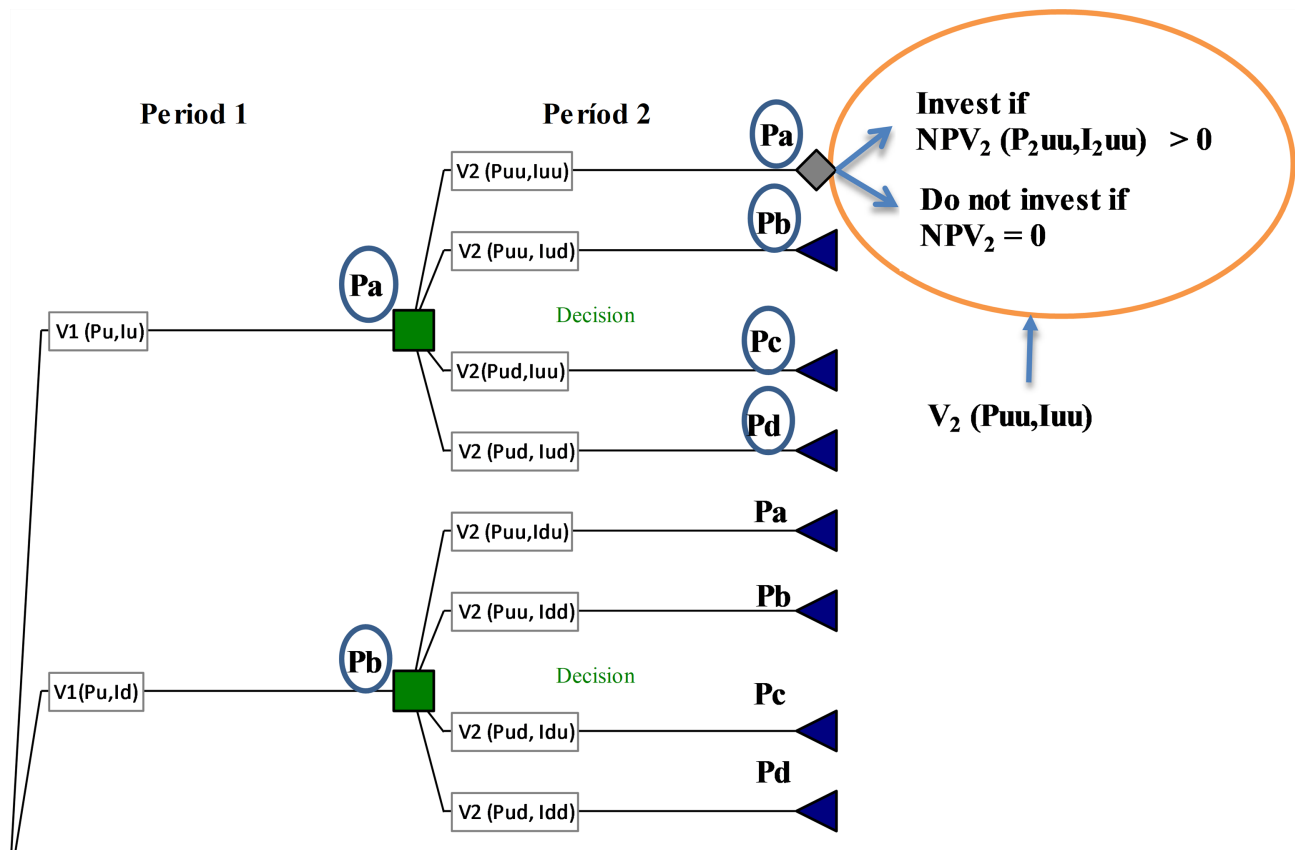 Period 1
Períod 2
Pa
Invest if
NPV₂ (P₂uu,I₂uu) > 0
Do not invest if
NPV₂ = 0
V2 (Puu,Iuu)
Pb
V2 (Puu, Iud)
Pa
Decision
V1 (Pu,Iu)
Pc
V2(Pud,Iuu)
V₂ (Puu,Iuu)
Pd
V2 (Pud, Iud)
Pa
V2 (Puu,Idu)
Pb
V2 (Puu, Idd)
Pb
Decision
V1(Pu,Id)
Pc
V2 (Pud, Idu)
Pd
V2 (Pud, Idd)